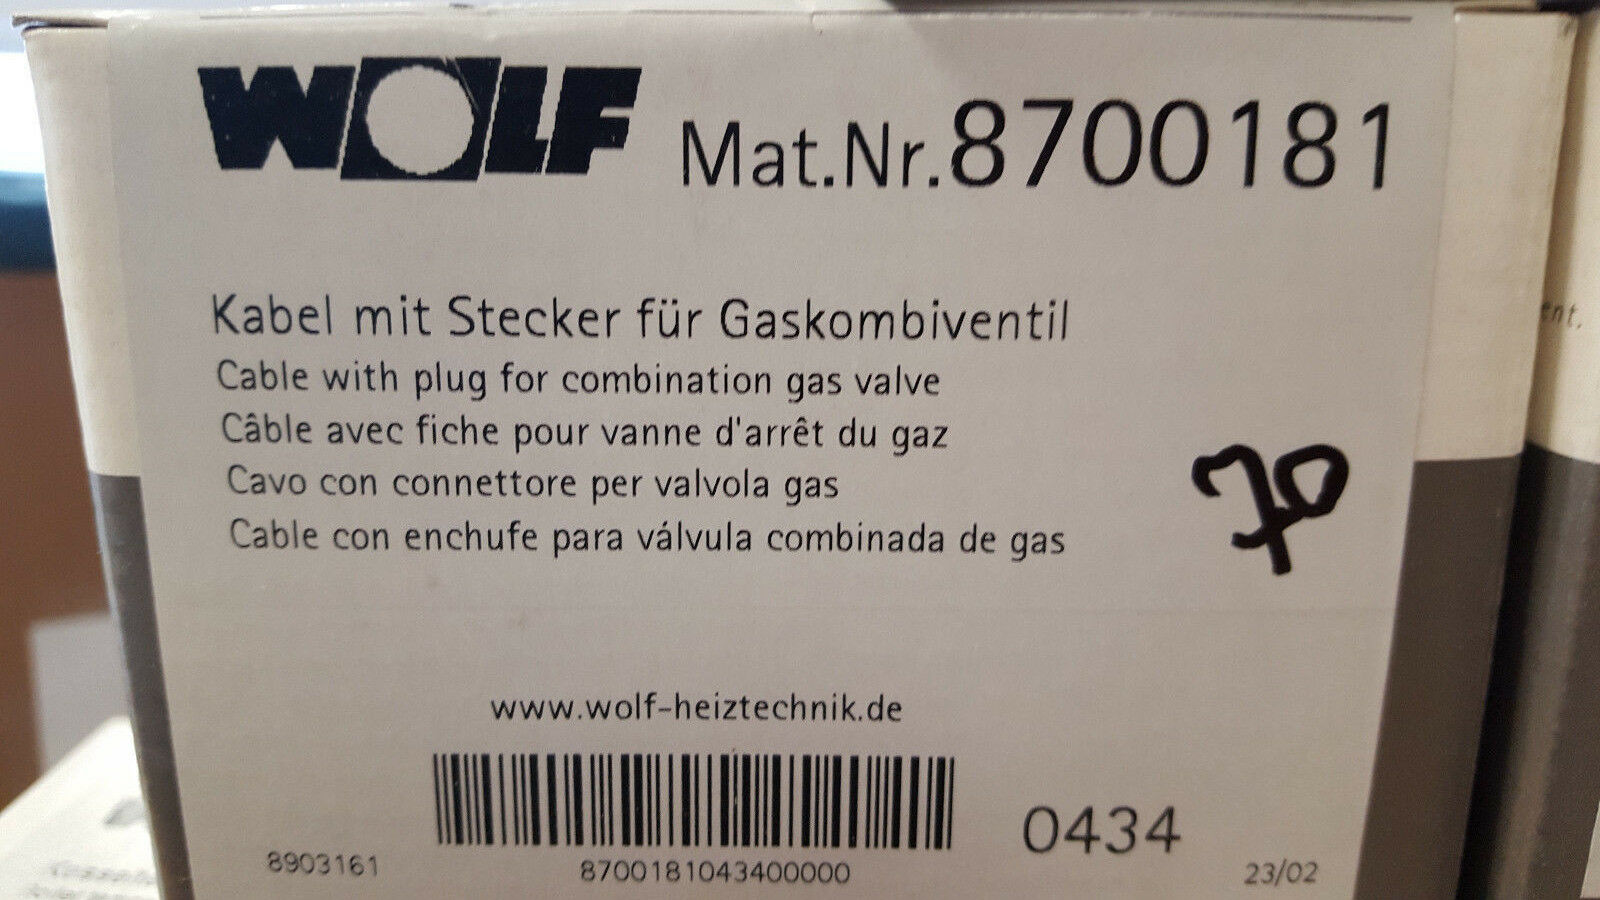 WOLF Mat.Nr.8700181
Kabel mit Stecker für Gaskombiventil
Cable with plug for combination gas valve
Câble avec fiche pour vanne d'arrêt du gaz
Cavo con connettore per valvola gas
Cable con enchufe para válvula combinada de gas
70
www.wolf-heiztechnik.de
0434
8903161 8700181043400000 23/02